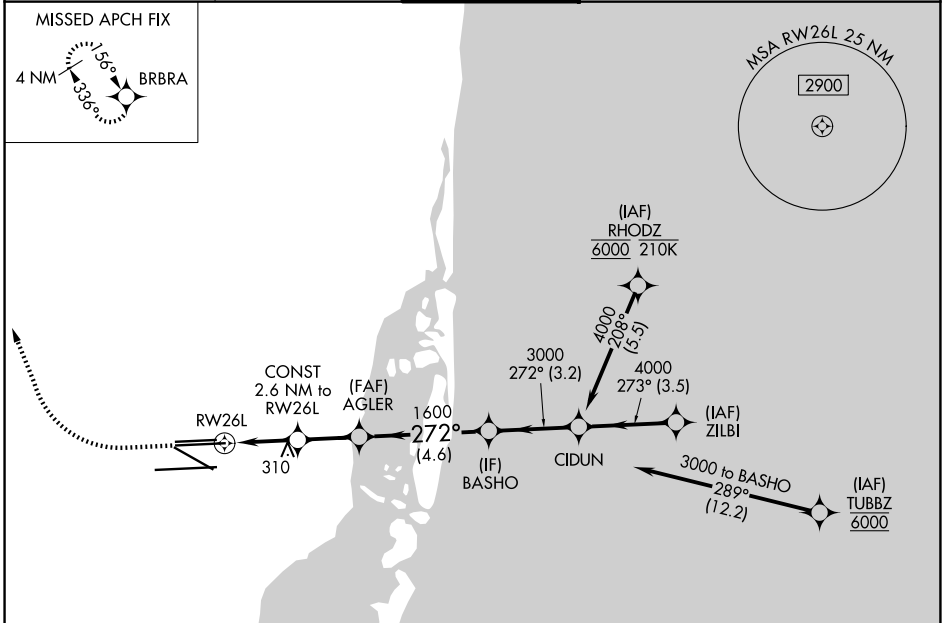 MISSED APCH FIX
4 NM
156°
336°
BRBRA
MSA RW26L 25 NM
2900
(IAF)
RHODZ
6000 210K
4000
208°
(5.5)
3000
272° (3.2)
4000
273° (3.5)
CONST
2.6 NM to
RW26L
(FAF)
AGLER
1600
272°
(4.6)
RW26L
310
(IF)
BASHO
CIDUN
(IAF)
ZILBI
3000 to BASHO
289°
(12.2)
(IAF)
TUBBZ
6000